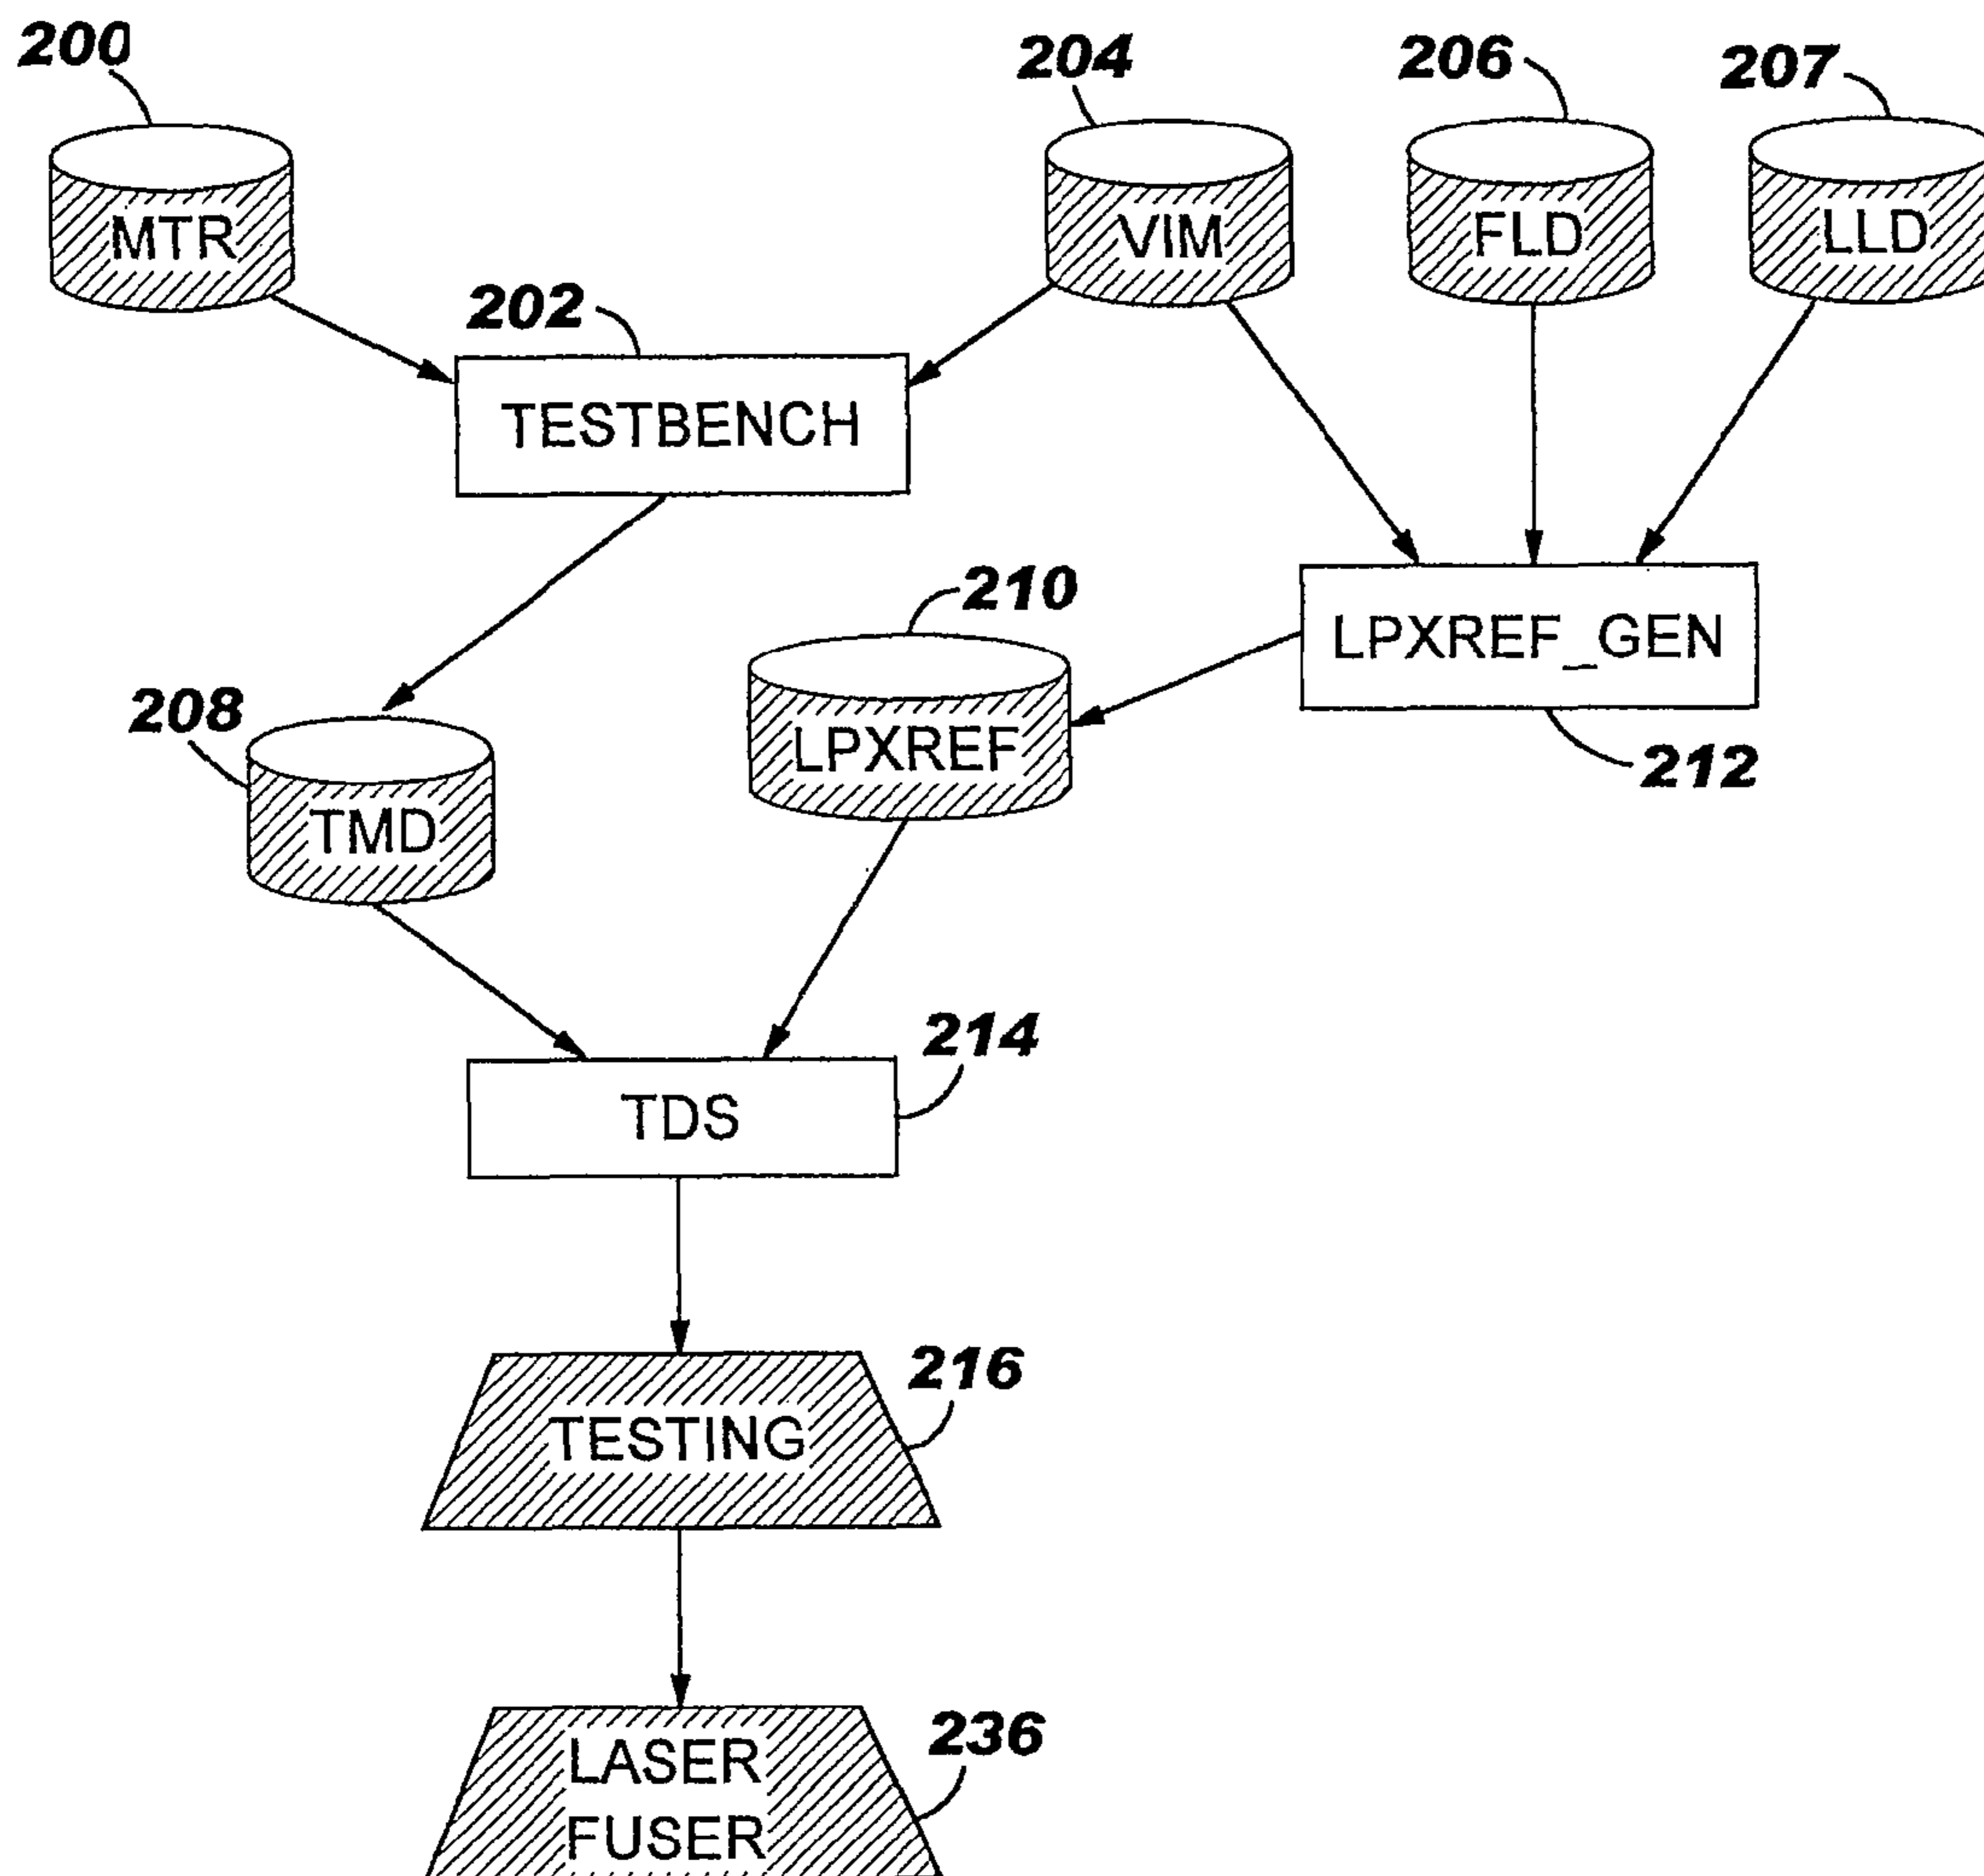 200
204
206
207
MTR
VIM
FLD
LLD
202
TESTBENCH
210
LPXREF_GEN
208
LPXREF
212
TMD
214
TDS
216
TESTING
236
LASER
FUSER